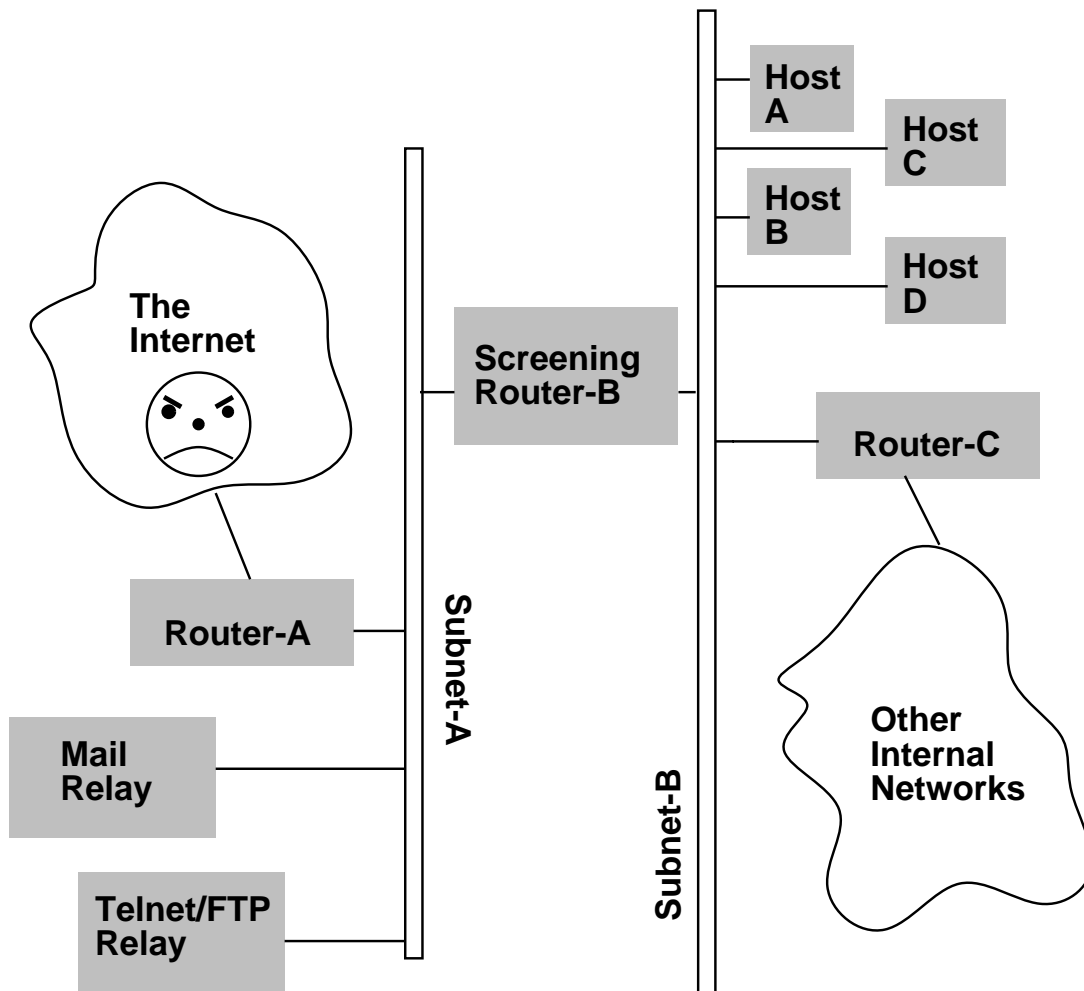 Host
A
Host
C
Host
B
Host
D
The
Internet
Screening
Router-B
Router-C
Router-A
Subnet-A
Mail
Relay
Other
Internal
Networks
Subnet-B
Telnet/FTP
Relay